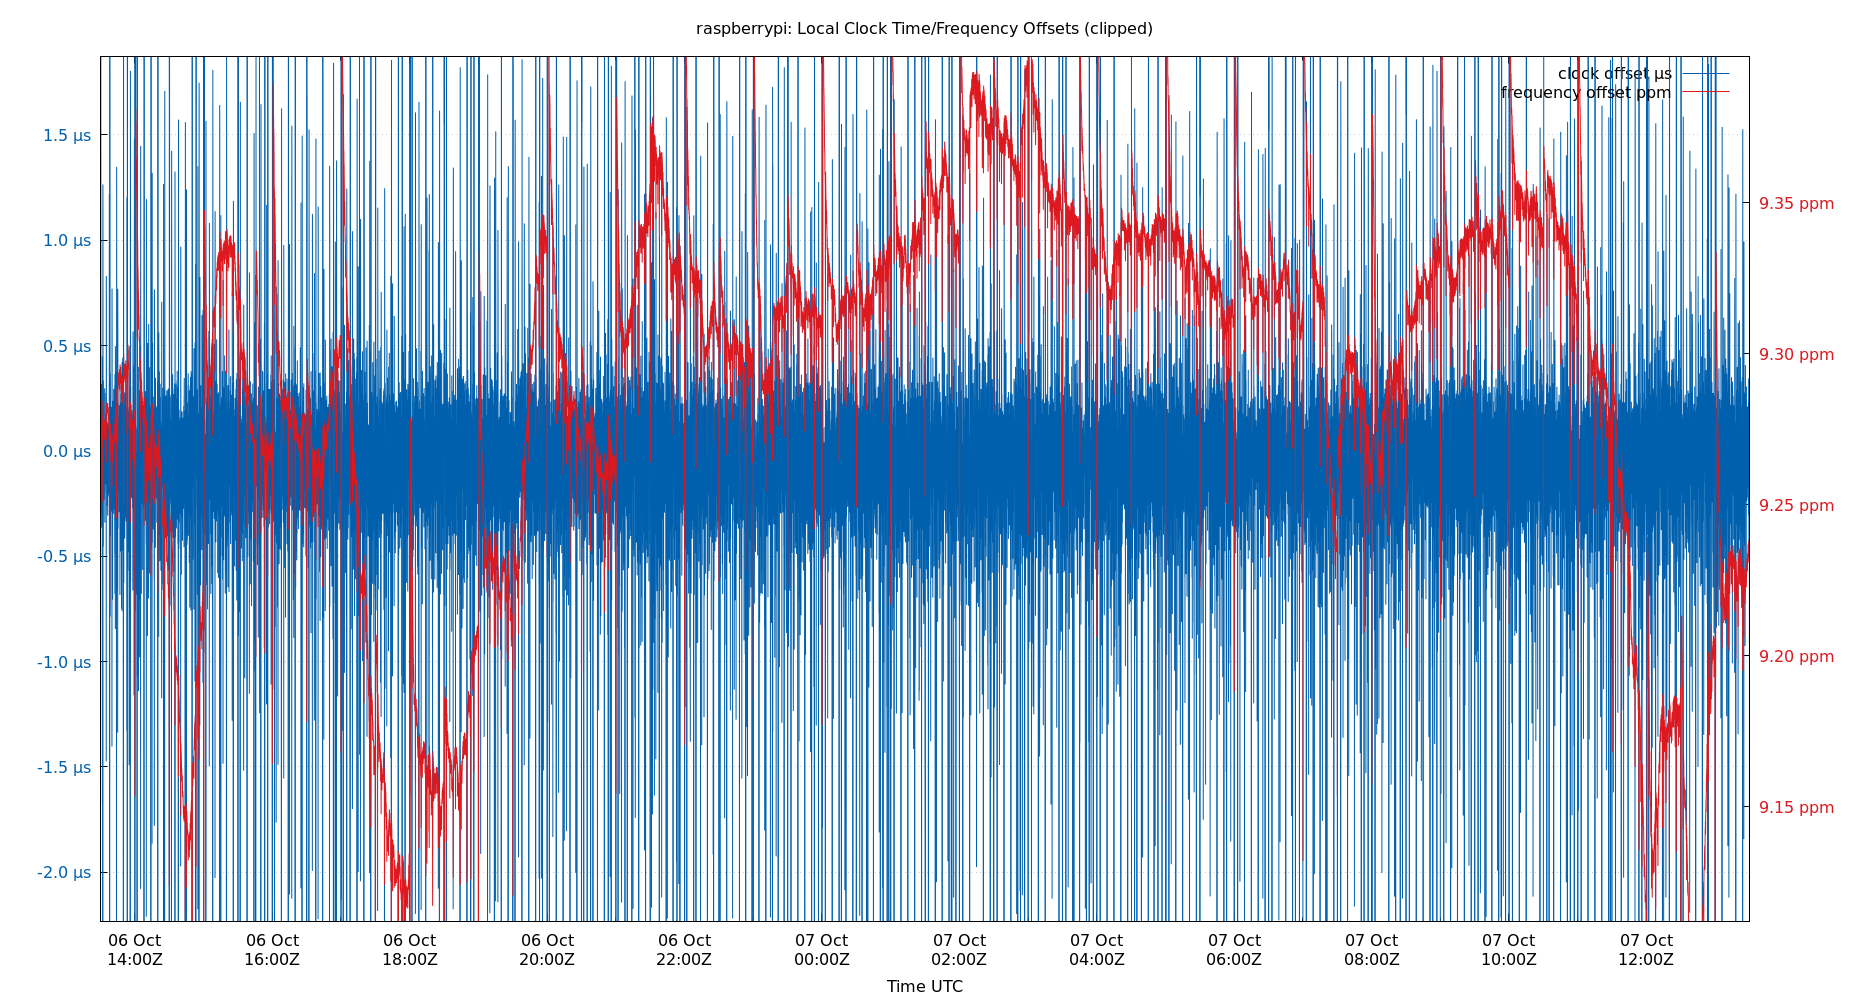 raspberrypi: Local Clock Time/Frequency Offsets (clipped)
clock offset µs
frequency offset ppm
1.5 µs
1.0 µs
0.5 µs
0.0 µs
-0.5 µs
-1.0 µs
-1.5 µs
-2.0 µs
9.35 ppm
9.30 ppm
9.25 ppm
9.20 ppm
9.15 ppm
06 Oct 06 Oct 06 Oct 06 Oct 06 Oct 07 Oct 07 Oct 07 Oct 07 Oct 07 Oct 07 Oct 07 Oct
14:00Z 16:00Z 18:00Z 20:00Z 22:00Z 00:00Z 02:00Z 04:00Z 06:00Z 08:00Z 10:00Z 12:00Z
Time UTC